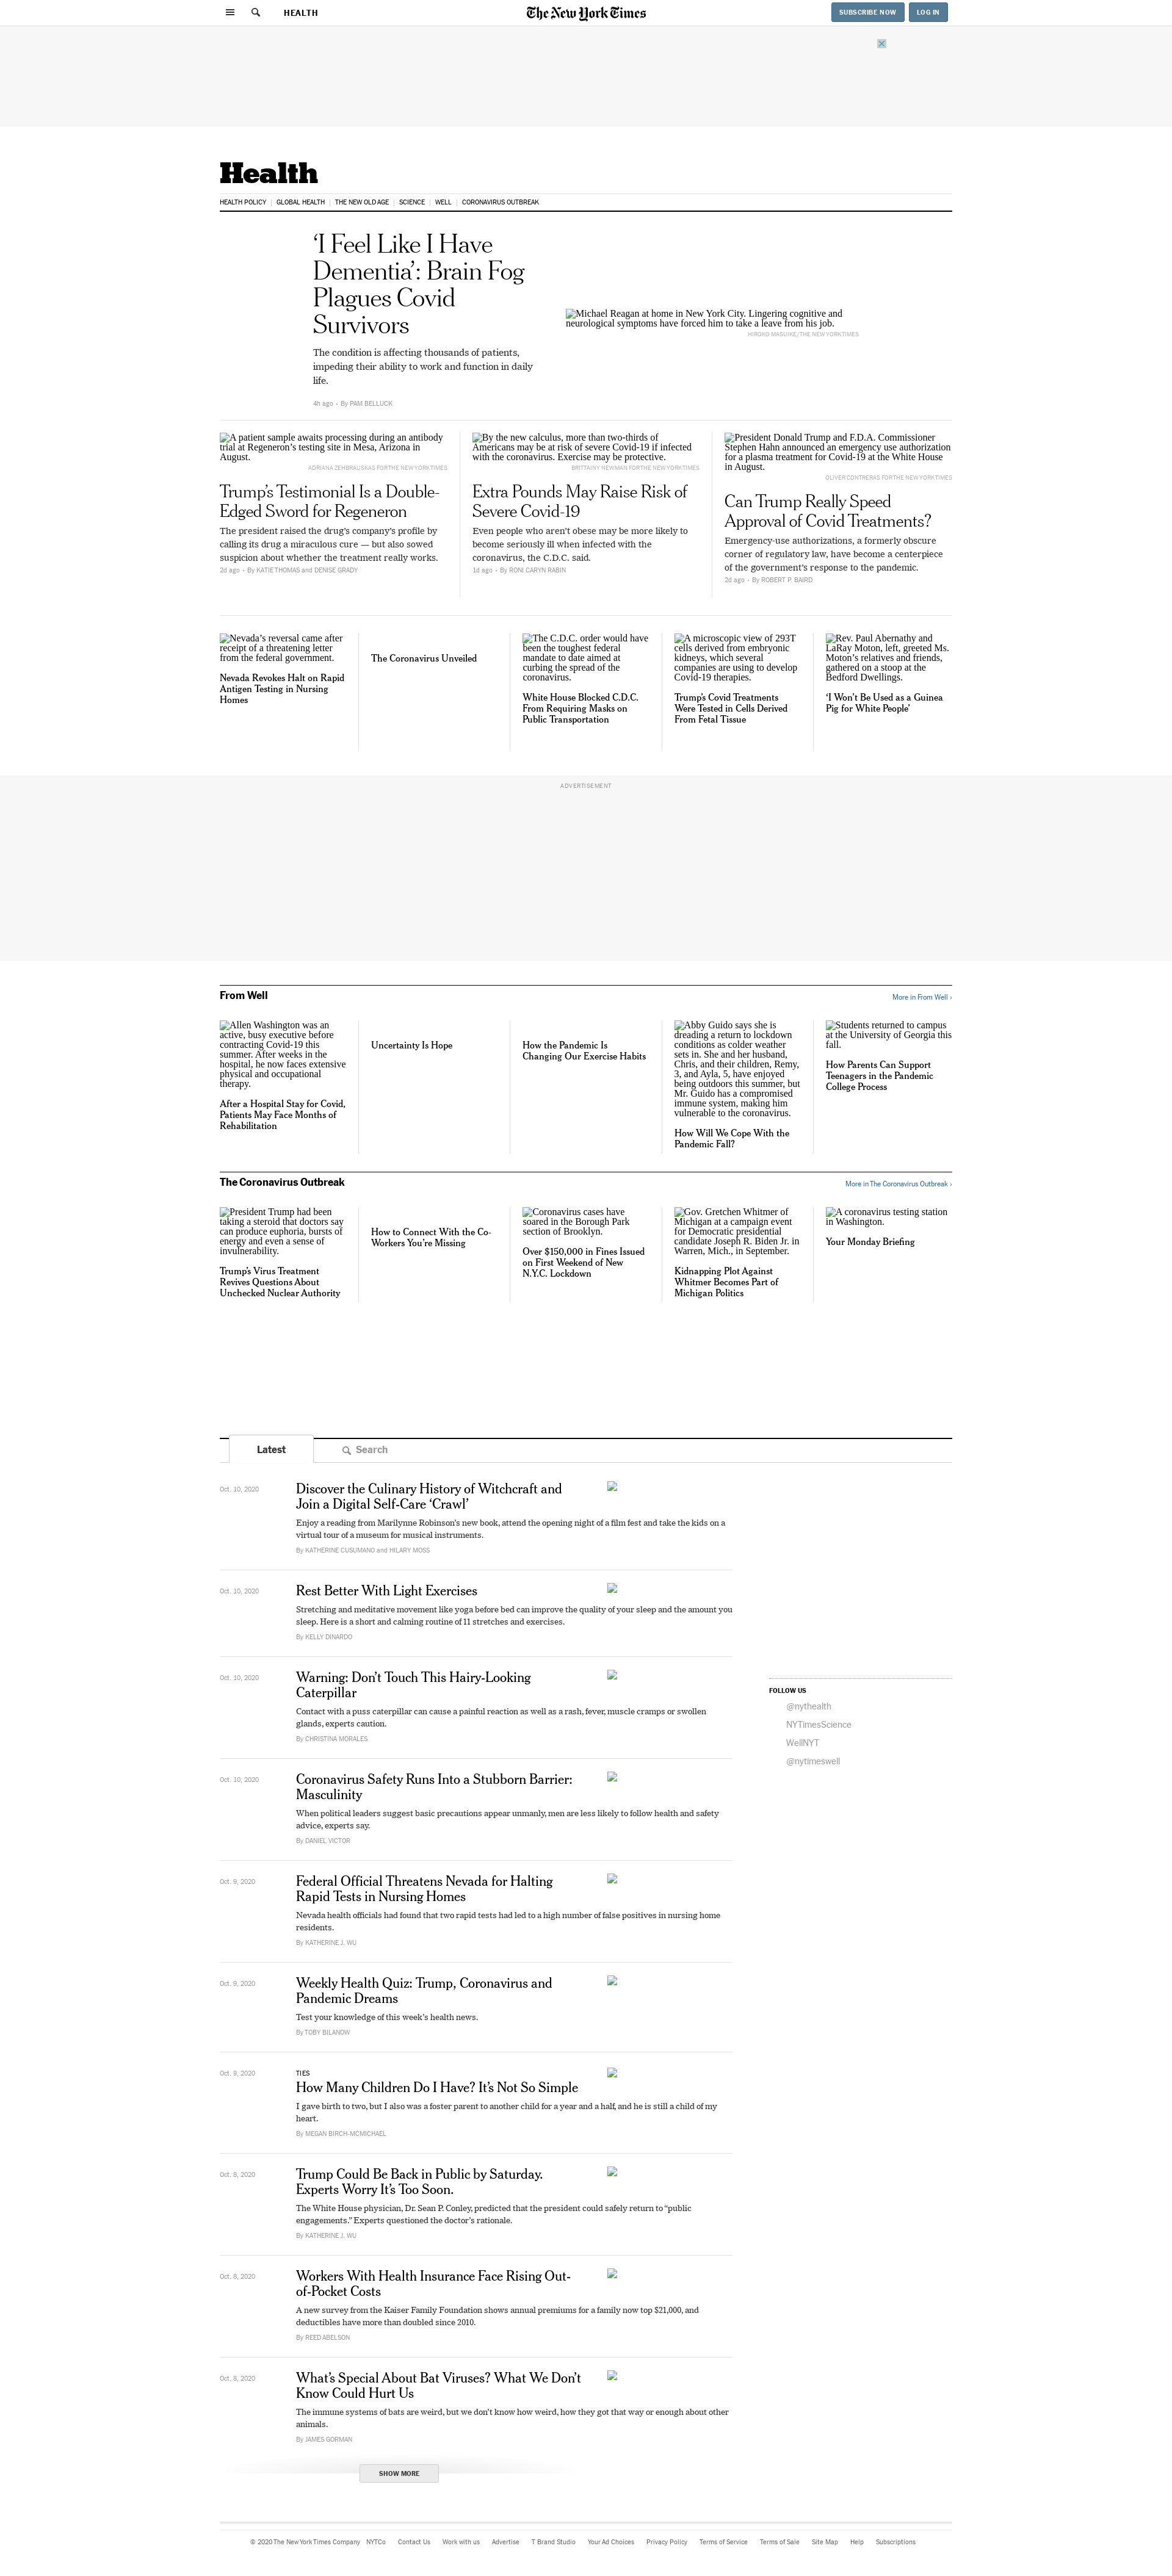 HEALTH
The New York Times
SUBSCRIBE NOW
LOG IN
Health
HEALTH POLICY
GLOBAL HEALTH
THE NEW OLD AGE
SCIENCE
WELL
CORONAVIRUS OUTBREAK
‘I Feel Like I Have
Dementia’: Brain Fog
Plagues Covid
Survivors
The condition is affecting thousands of patients,
impeding their ability to work and function in daily
life.
4h ago • By PAM BELLUCK
Michael Reagan at home in New York City. Lingering cognitive and
neurological symptoms have forced him to take a leave from his job.
HIROKO MASUIKE/THE NEW YORK TIMES
A patient sample awaits processing during an antibody
trial at Regeneron’s testing site in Mesa, Arizona in
August.
ADRIANA ZEHBRAUSKAS FOR THE NEW YORK TIMES
Trump’s Testimonial Is a Double-
Edged Sword for Regeneron
The president raised the drug’s company’s profile by
calling its drug a miraculous cure — but also sowed
suspicion about whether the treatment really works.
2d ago • By KATIE THOMAS and DENISE GRADY
By the new calculus, more than two-thirds of
Americans may be at risk of severe Covid-19 if infected
with the coronavirus. Exercise may be protective.
BRITTAINY NEWMAN FOR THE NEW YORK TIMES
Extra Pounds May Raise Risk of
Severe Covid-19
Even people who aren’t obese may be more likely to
become seriously ill when infected with the
coronavirus, the C.D.C. said.
1d ago • By RONI CARYN RABIN
President Donald Trump and F.D.A. Commissioner
Stephen Hahn announced an emergency use authorization
for a plasma treatment for Covid-19 at the White House
in August.
OLIVER CONTRERAS FOR THE NEW YORK TIMES
Can Trump Really Speed
Approval of Covid Treatments?
Emergency-use authorizations, a formerly obscure
corner of regulatory law, have become a centerpiece
of the government’s response to the pandemic.
2d ago • By ROBERT P. BAIRD
Nevada’s reversal came after
receipt of a threatening letter
from the federal government.
Nevada Revokes Halt on Rapid
Antigen Testing in Nursing
Homes
The Coronavirus Unveiled
The C.D.C. order would have
been the toughest federal
mandate to date aimed at
curbing the spread of the
coronavirus.
White House Blocked C.D.C.
From Requiring Masks on
Public Transportation
A microscopic view of 293T
cells derived from embryonic
kidneys, which several
companies are using to develop
Covid-19 therapies.
Trump’s Covid Treatments
Were Tested in Cells Derived
From Fetal Tissue
Rev. Paul Abernathy and
LaRay Moton, left, greeted Ms.
Moton’s relatives and friends,
gathered on a stoop at the
Bedford Dwellings.
‘I Won’t Be Used as a Guinea
Pig for White People’
ADVERTISEMENT
From Well
More in From Well ›
Allen Washington was an
active, busy executive before
contracting Covid-19 this
summer. After weeks in the
hospital, he now faces extensive
physical and occupational
therapy.
After a Hospital Stay for Covid,
Patients May Face Months of
Rehabilitation
Uncertainty Is Hope
How the Pandemic Is
Changing Our Exercise Habits
Abby Guido says she is
dreading a return to lockdown
conditions as colder weather
sets in. She and her husband,
Chris, and their children, Remy,
3, and Ayla, 5, have enjoyed
being outdoors this summer, but
Mr. Guido has a compromised
immune system, making him
vulnerable to the coronavirus.
How Will We Cope With the
Pandemic Fall?
Students returned to campus
at the University of Georgia this
fall.
How Parents Can Support
Teenagers in the Pandemic
College Process
The Coronavirus Outbreak
More in The Coronavirus Outbreak ›
President Trump had been
taking a steroid that doctors say
can produce euphoria, bursts of
energy and even a sense of
invulnerability.
Trump’s Virus Treatment
Revives Questions About
Unchecked Nuclear Authority
How to Connect With the Co-
Workers You’re Missing
Coronavirus cases have
soared in the Borough Park
section of Brooklyn.
Over $150,000 in Fines Issued
on First Weekend of New
N.Y.C. Lockdown
Gov. Gretchen Whitmer of
Michigan at a campaign event
for Democratic presidential
candidate Joseph R. Biden Jr. in
Warren, Mich., in September.
Kidnapping Plot Against
Whitmer Becomes Part of
Michigan Politics
A coronavirus testing station
in Washington.
Your Monday Briefing
Latest
Search
Oct. 10, 2020
Discover the Culinary History of Witchcraft and
Join a Digital Self-Care ‘Crawl’
Enjoy a reading from Marilynne Robinson’s new book, attend the opening night of a film fest and take the kids on a
virtual tour of a museum for musical instruments.
By KATHERINE CUSUMANO and HILARY MOSS
Oct. 10, 2020
Rest Better With Light Exercises
Stretching and meditative movement like yoga before bed can improve the quality of your sleep and the amount you
sleep. Here is a short and calming routine of 11 stretches and exercises.
By KELLY DINARDO
Oct. 10, 2020
Warning: Don’t Touch This Hairy-Looking
Caterpillar
Contact with a puss caterpillar can cause a painful reaction as well as a rash, fever, muscle cramps or swollen
glands, experts caution.
By CHRISTINA MORALES
Oct. 10, 2020
Coronavirus Safety Runs Into a Stubborn Barrier:
Masculinity
When political leaders suggest basic precautions appear unmanly, men are less likely to follow health and safety
advice, experts say.
By DANIEL VICTOR
Oct. 9, 2020
Federal Official Threatens Nevada for Halting
Rapid Tests in Nursing Homes
Nevada health officials had found that two rapid tests had led to a high number of false positives in nursing home
residents.
By KATHERINE J. WU
Oct. 9, 2020
Weekly Health Quiz: Trump, Coronavirus and
Pandemic Dreams
Test your knowledge of this week’s health news.
By TOBY BILANOW
Oct. 9, 2020
TIES
How Many Children Do I Have? It’s Not So Simple
I gave birth to two, but I also was a foster parent to another child for a year and a half, and he is still a child of my
heart.
By MEGAN BIRCH-MCMICHAEL
Oct. 8, 2020
Trump Could Be Back in Public by Saturday.
Experts Worry It’s Too Soon.
The White House physician, Dr. Sean P. Conley, predicted that the president could safely return to “public
engagements.” Experts questioned the doctor’s rationale.
By KATHERINE J. WU
Oct. 8, 2020
Workers With Health Insurance Face Rising Out-
of-Pocket Costs
A new survey from the Kaiser Family Foundation shows annual premiums for a family now top $21,000, and
deductibles have more than doubled since 2010.
By REED ABELSON
Oct. 8, 2020
What’s Special About Bat Viruses? What We Don’t
Know Could Hurt Us
The immune systems of bats are weird, but we don’t know how weird, how they got that way or enough about other
animals.
By JAMES GORMAN
SHOW MORE
FOLLOW US
@nythealth
NYTimesScience
WellNYT
@nytimeswell
© 2020 The New York Times Company NYTCo Contact Us Work with us Advertise T Brand Studio Your Ad Choices Privacy Policy Terms of Service Terms of Sale Site Map Help Subscriptions